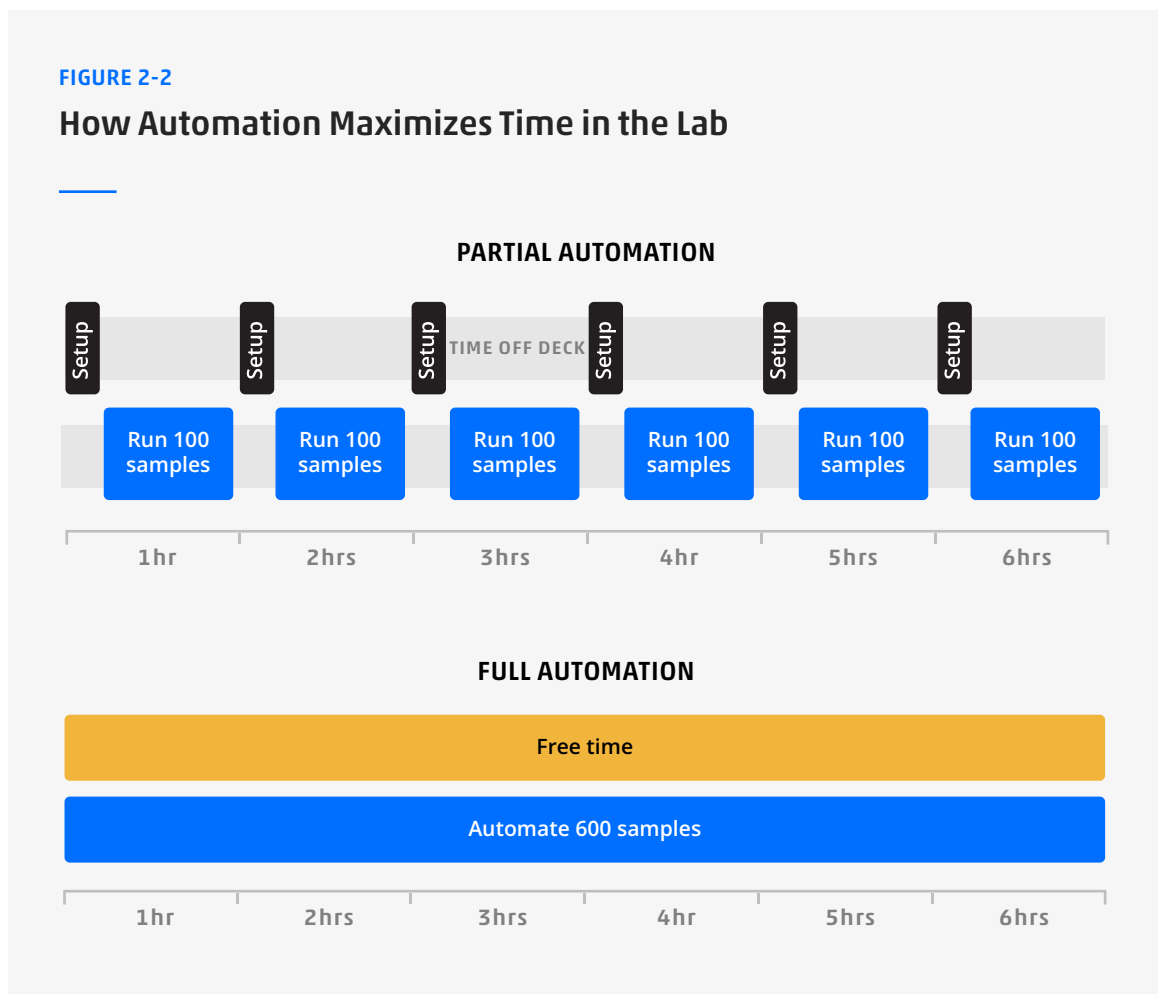 FIGURE 2-2
How Automation Maximizes Time in the Lab
PARTIAL AUTOMATION
Setup
Setup
Setup
TIME OFF DECK
Setup
Setup
Setup
Run 100
samples
Run 100
samples
Run 100
samples
Run 100
samples
Run 100
samples
Run 100
samples
1hr
2hrs
3hrs
4hr
5hrs
6hrs
FULL AUTOMATION
Free time
Automate 600 samples
1hr
2hrs
3hrs
4hr
5hrs
6hrs